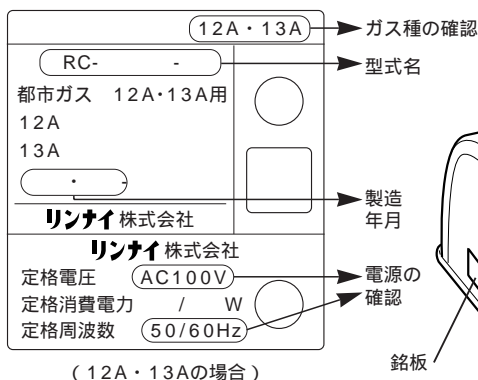 12A・13A
ガス種の確認
RC-　　-
型式名
都市ガス　12A・13A用
12A
13A
・　-
製造
年月
リンナイ株式会社
リンナイ株式会社
定格電圧　AC100V
電源の
確認
定格消費電力　/　W
定格周波数　50/60Hz
銘板
(12A・13Aの場合)